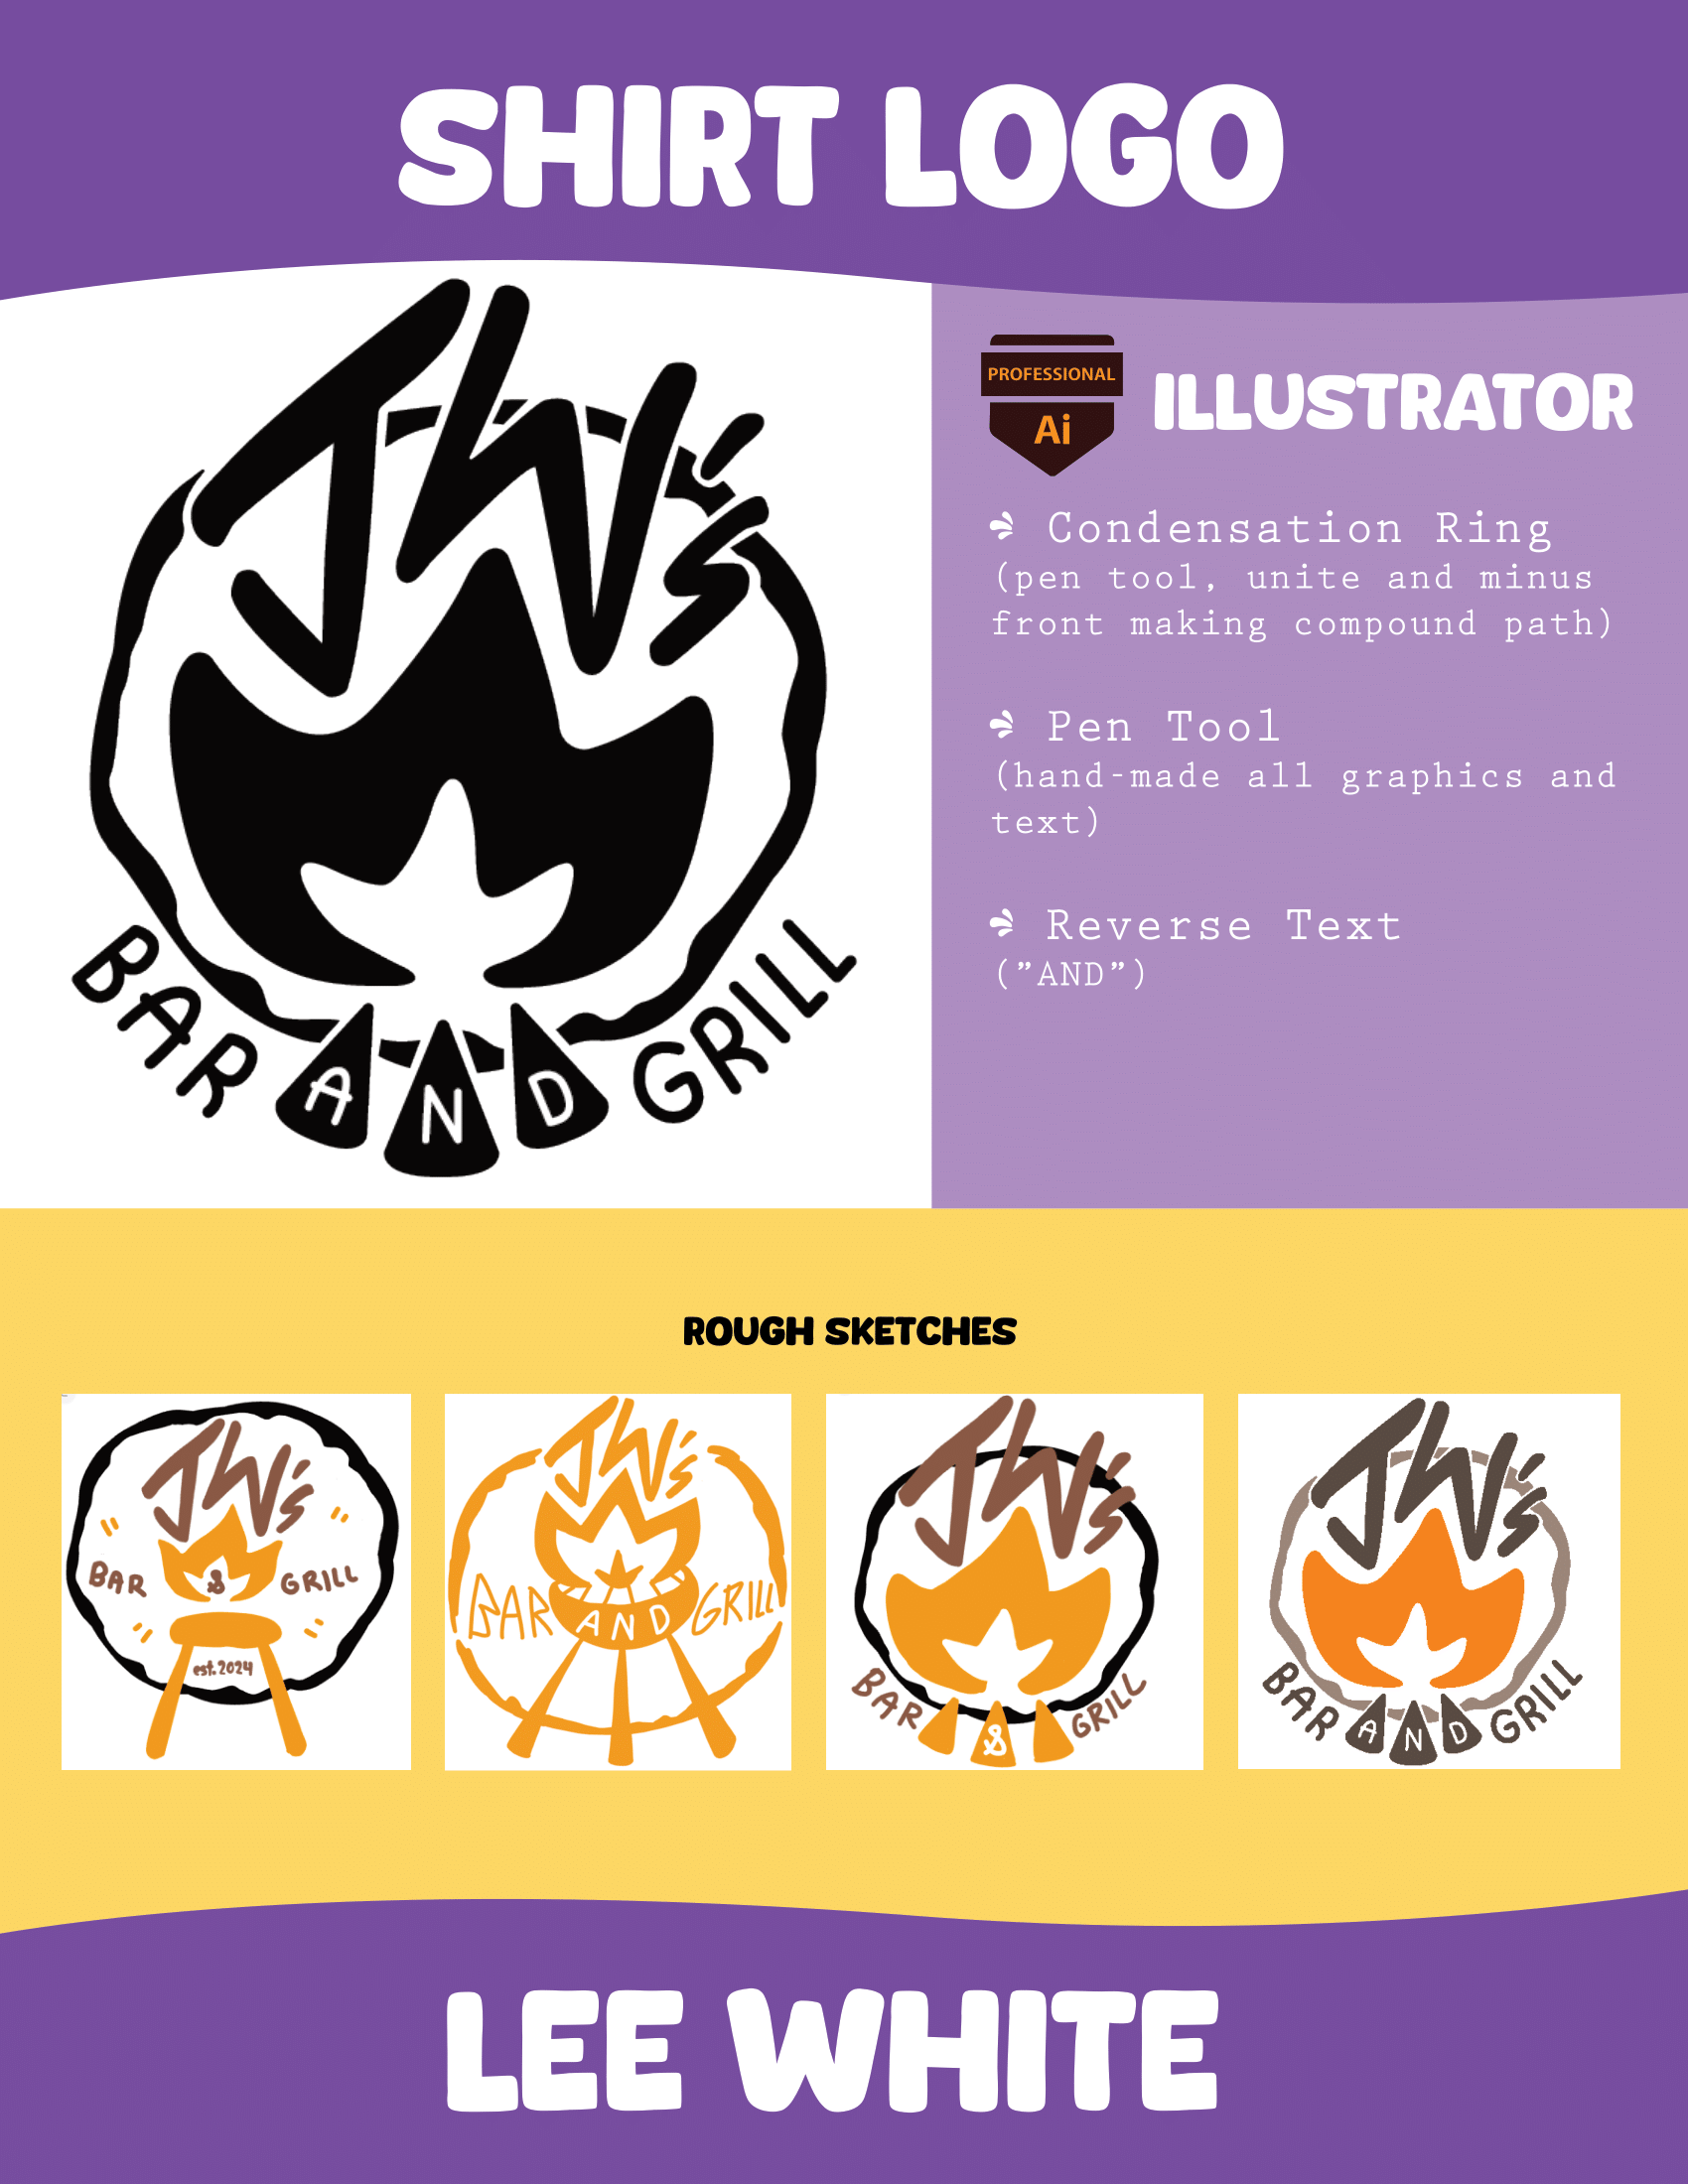 SHIRT LOGO
JW's
BAR AND GRILL
PROFESSIONAL
Ai
ILLUSTRATOR
Condensation Ring
(pen tool, unite and minus
front making compound path)
Pen Tool
(hand-made all graphics and
text)
Reverse Text
("AND")
ROUGH SKETCHES
JW's
BAR & GRILL
est. 2024
JW's
BAR AND GRILL
JW's
BAR & GRILL
JW's
BAR AND GRILL
LEE WHITE